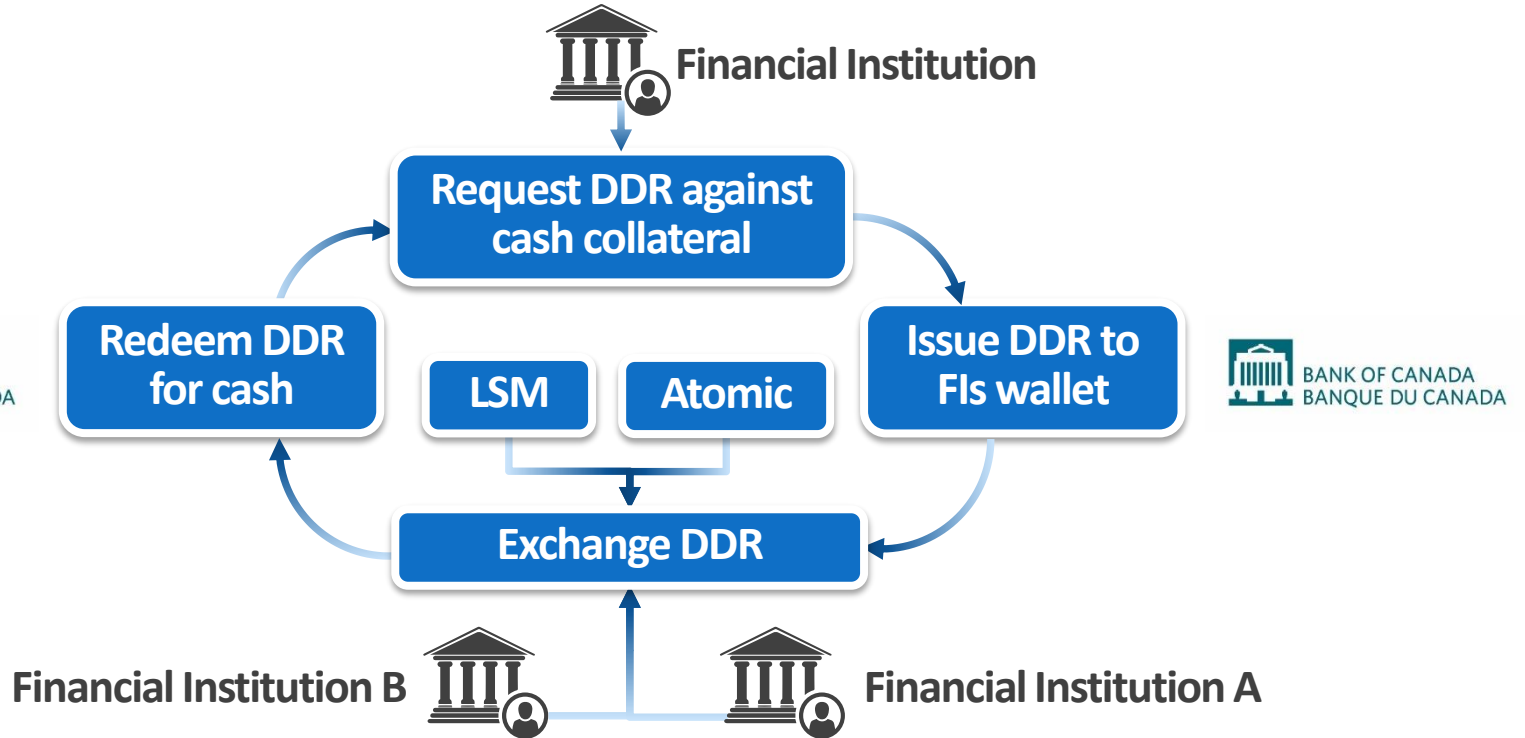 Financial Institution
Request DDR against
cash collateral
Redeem DDR
for cash
LSM
Atomic
Issue DDR to
FIs wallet
BANK OF CANADA
BANQUE DU CANADA
Exchange DDR
Financial Institution B
Financial Institution A